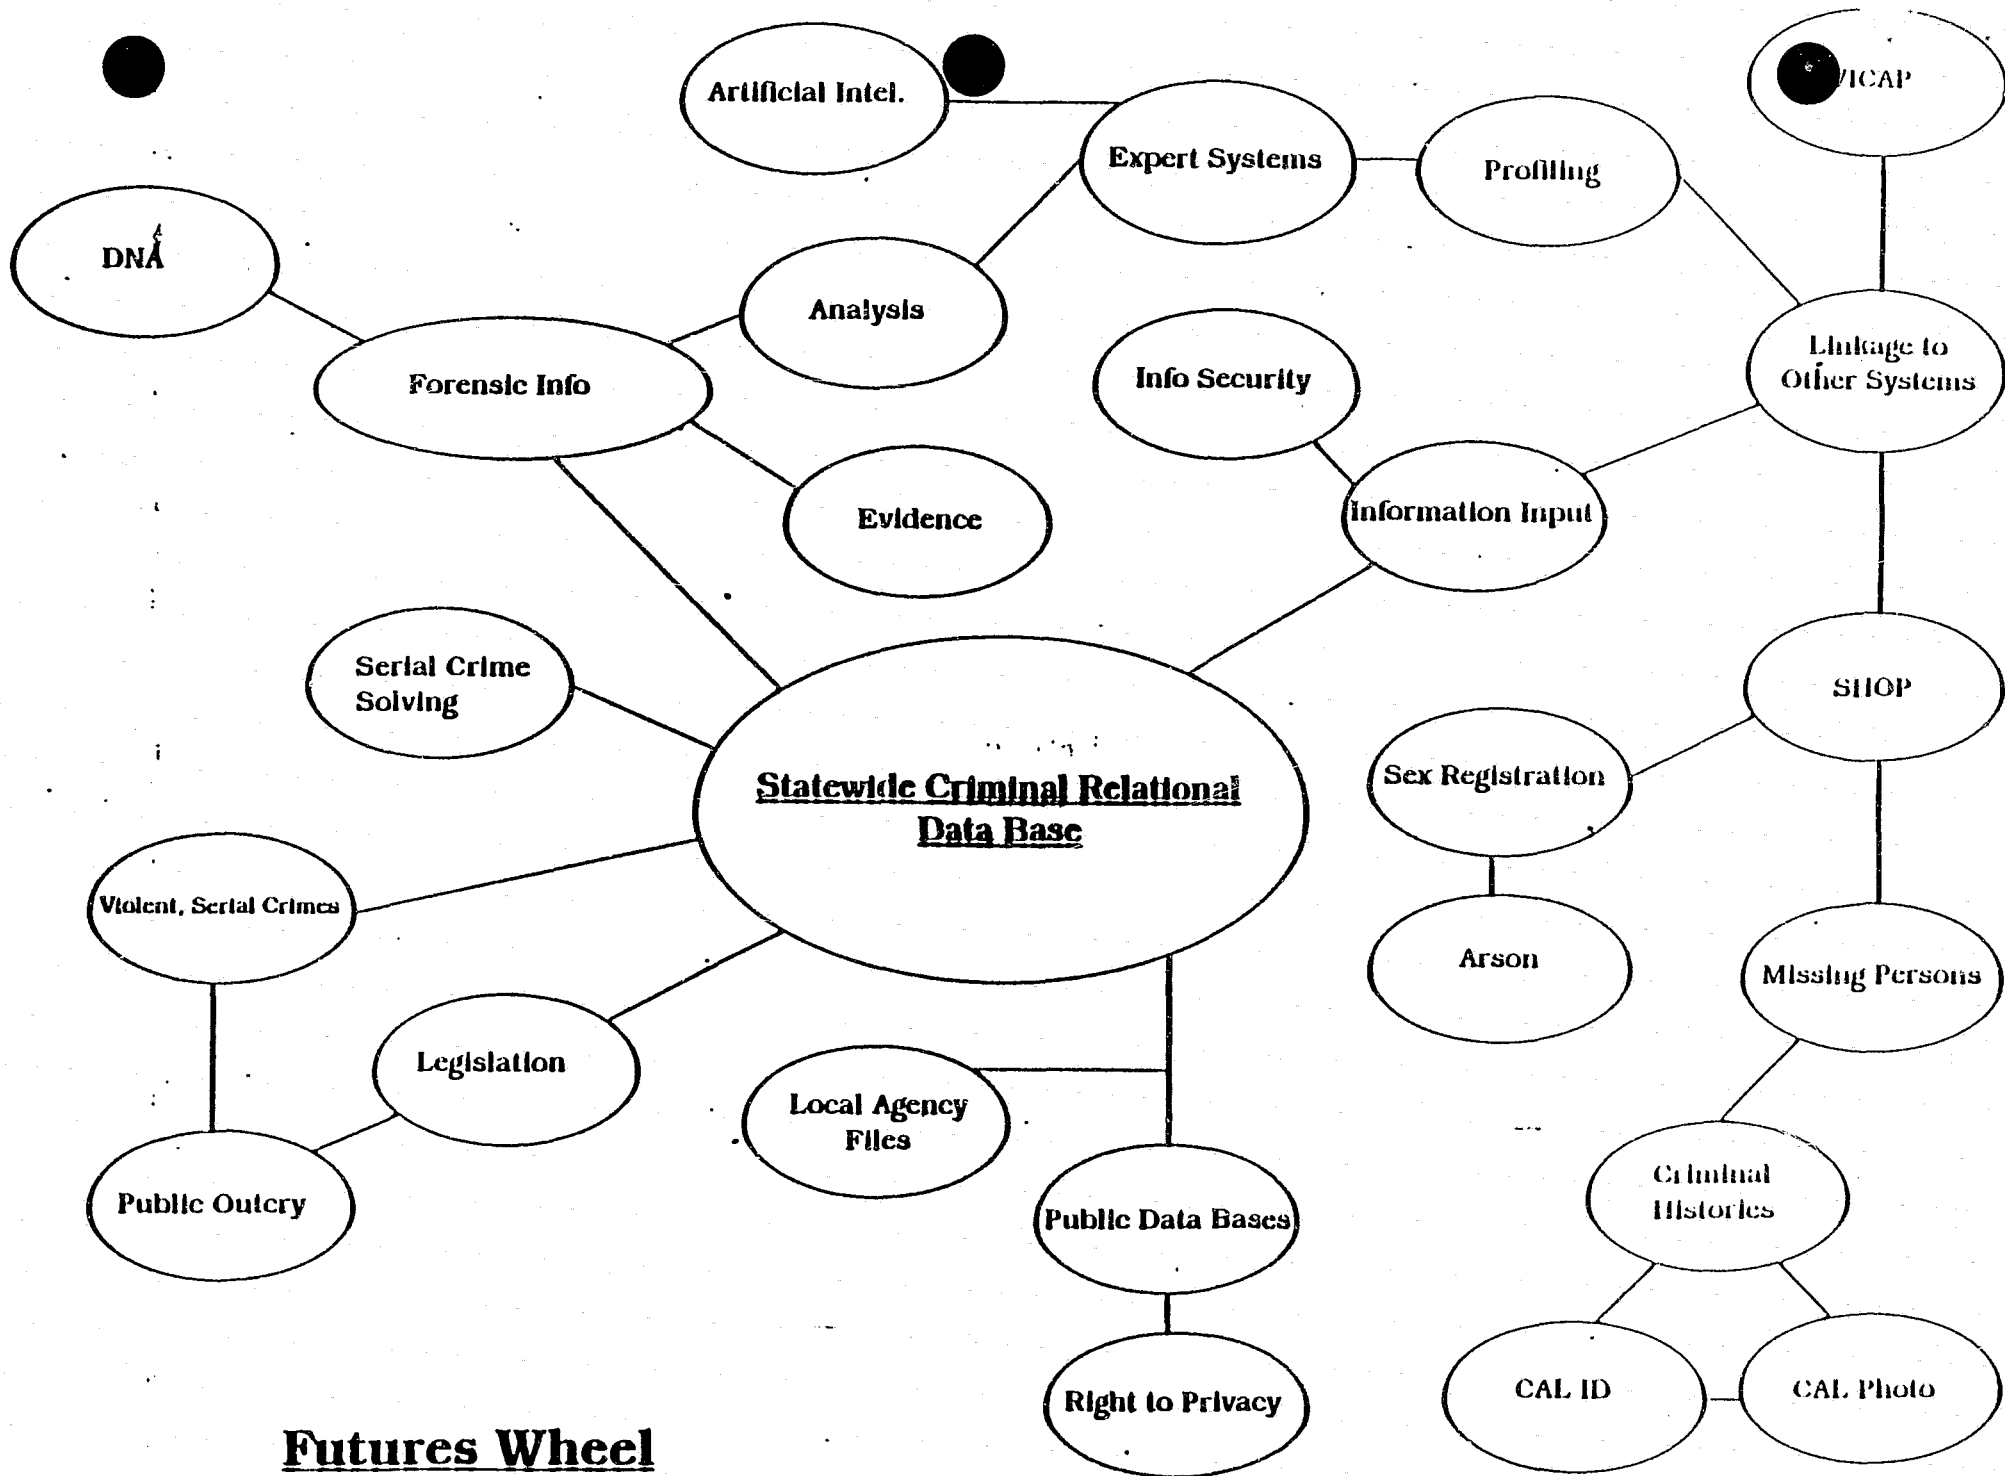 Artificial Intel.
VICAP
Expert Systems
Profiling
DNA
Analysis
Linkage to
Other Systems
Forensic Info
Info Security
Information Input
Evidence
Serial Crime
Solving
SHOP
Sex Registration
Statewide Criminal Relational
Data Base
Violent, Serial Crimes
Arson
Missing Persons
Legislation
Local Agency
Files
Public Outcry
Public Data Bases
Criminal
Histories
Right to Privacy
CAL ID
CAL Photo
Futures Wheel